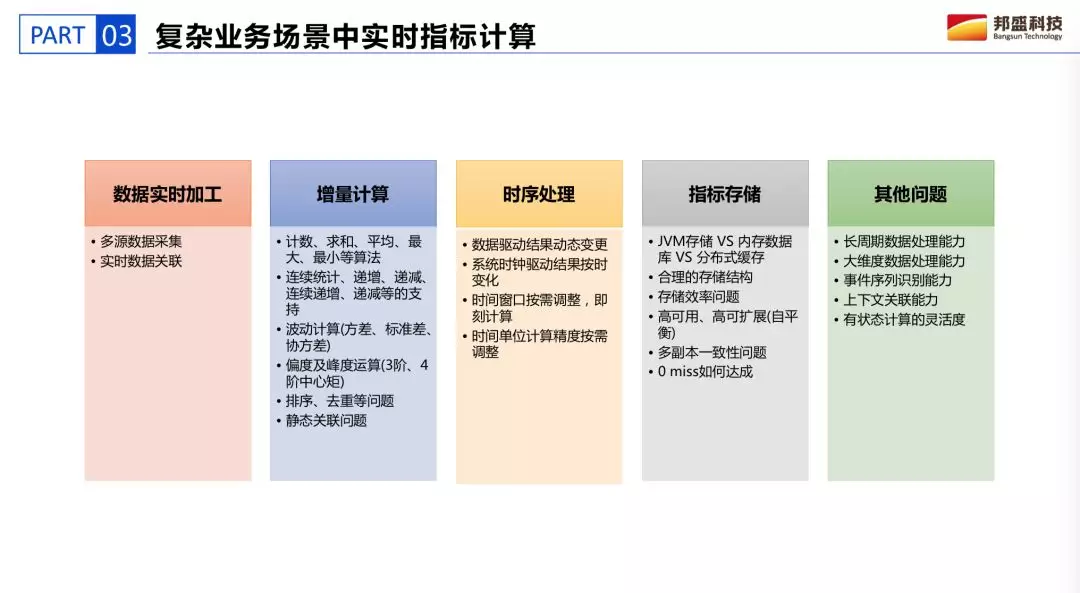 PART 03 复杂业务场景中实时指标计算
邦盛科技
Bangsun Technology
数据实时加工
• 多源数据采集
• 实时数据关联
增量计算
• 计数、求和、平均、最
大、最小等算法
• 连续统计、递增、递减、
连续递增、递减等的支
持
• 波动计算(方差、标准差、
协方差)
• 偏度及峰度运算(3阶、4
阶中心矩)
• 排序、去重等问题
• 静态关联问题
时序处理
• 数据驱动结果动态变更
• 系统时钟驱动结果按时
变化
• 时间窗口按需调整，即
刻计算
• 时间单位计算精度按需
调整
指标存储
• JVM存储 VS 内存数据
库 VS 分布式缓存
• 合理的存储结构
• 存储效率问题
• 高可用、高可扩展(自平
衡)
• 多副本一致性问题
• 0 miss如何达成
其他问题
• 长周期数据处理能力
• 大维度数据处理能力
• 事件序列识别能力
• 上下文关联能力
• 有状态计算的灵活度